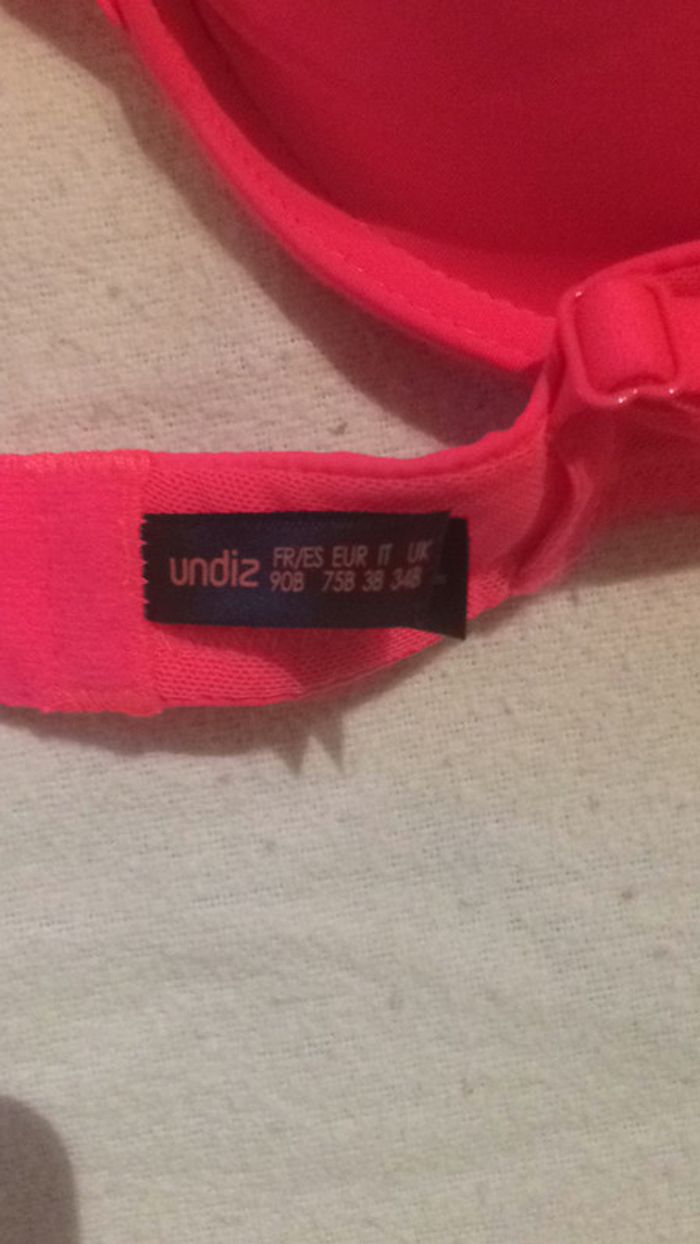 undiz FR/ES EUR IT UK
90B 75B 3B 34B